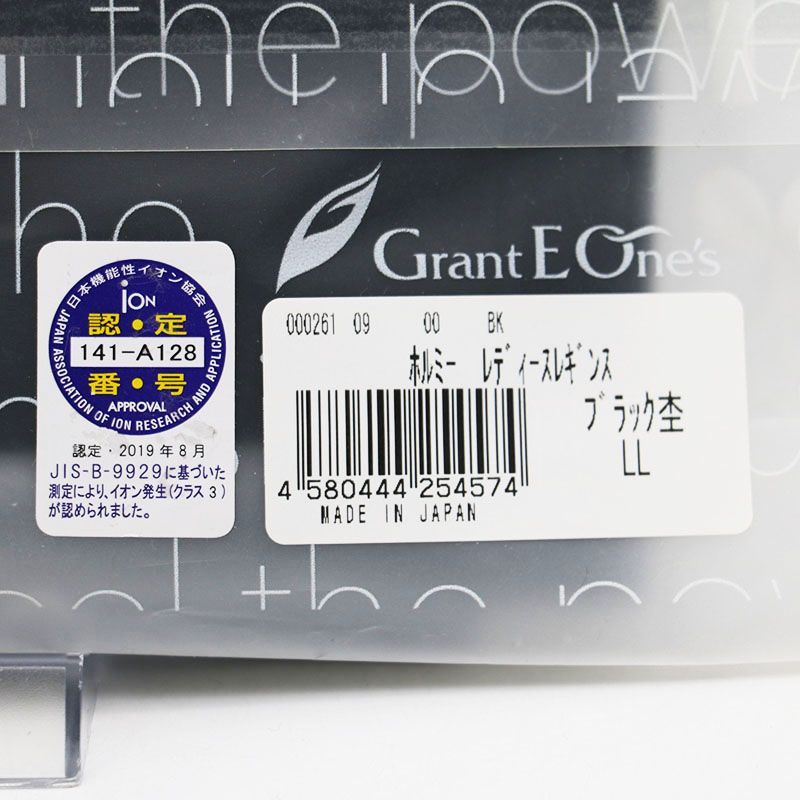 the powe
he
Grant E One's
日本機能性イオン協会
ion
認・定
141-A128
番・号
APPROVAL
JAPAN ASSOCIATION OF ION RESEARCH AND APPLICATION
認定・2019年8月
JIS-B-9929に基づいた
測定により、イオン発生(クラス3)
が認められました。
000261 09 00 BK
ホルミー レディースレギンス
ブラック杢
LL
4 580444 254574
MADE IN JAPAN
the po